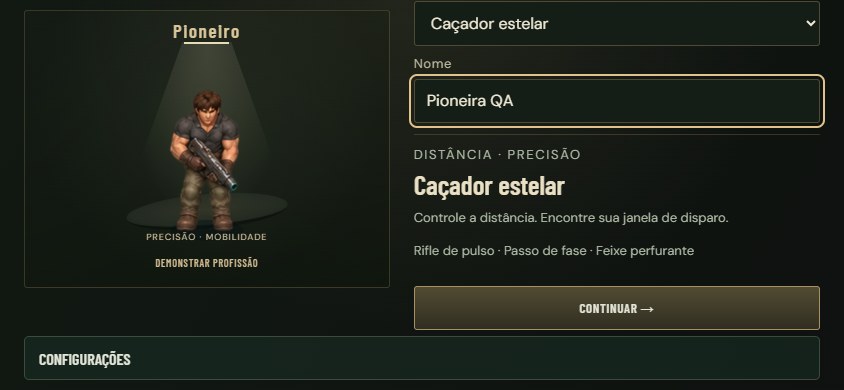 Pioneiro
PRECISÃO · MOBILIDADE
DEMONSTRAR PROFISSÃO
Caçador estelar
Nome
Pioneira QA
DISTÂNCIA · PRECISÃO
Caçador estelar
Controle a distância. Encontre sua janela de disparo.
Rifle de pulso · Passo de fase · Feixe perfurante
CONTINUAR →
CONFIGURAÇÕES